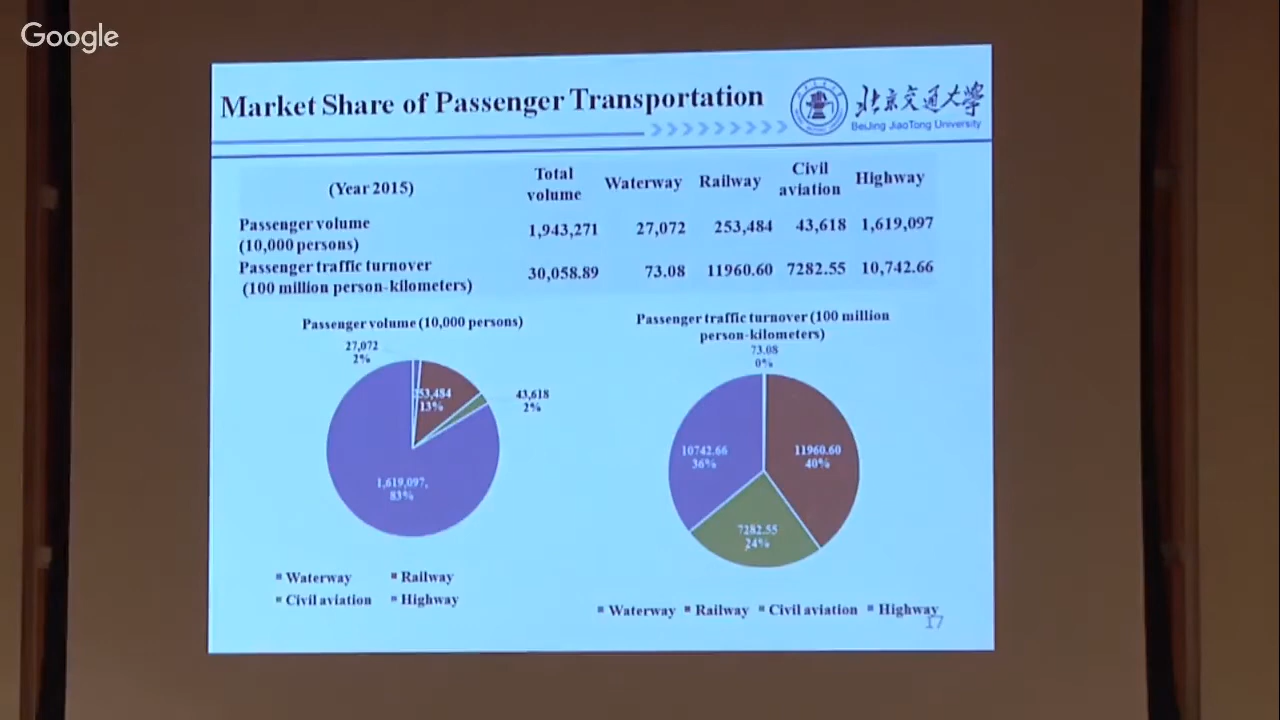 Google
Market Share of Passenger Transportation
北京交通大學
BeiJing JiaoTong University
(Year 2015) Total volume Waterway Railway Civil aviation Highway
Passenger volume (10,000 persons) 1,943,271 27,072 253,484 43,618 1,619,097
Passenger traffic turnover (100 million person-kilometers) 30,058.89 73.08 11960.60 7282.55 10,742.66
Passenger volume (10,000 persons)
27,072
2%
253,484
13%
43,618
2%
1,619,097,
83%
Waterway Railway
Civil aviation Highway
Passenger traffic turnover (100 million
person-kilometers)
73.08
0%
10742.66
36%
11960.60
40%
7282.55
24%
Waterway Railway Civil aviation Highway
17